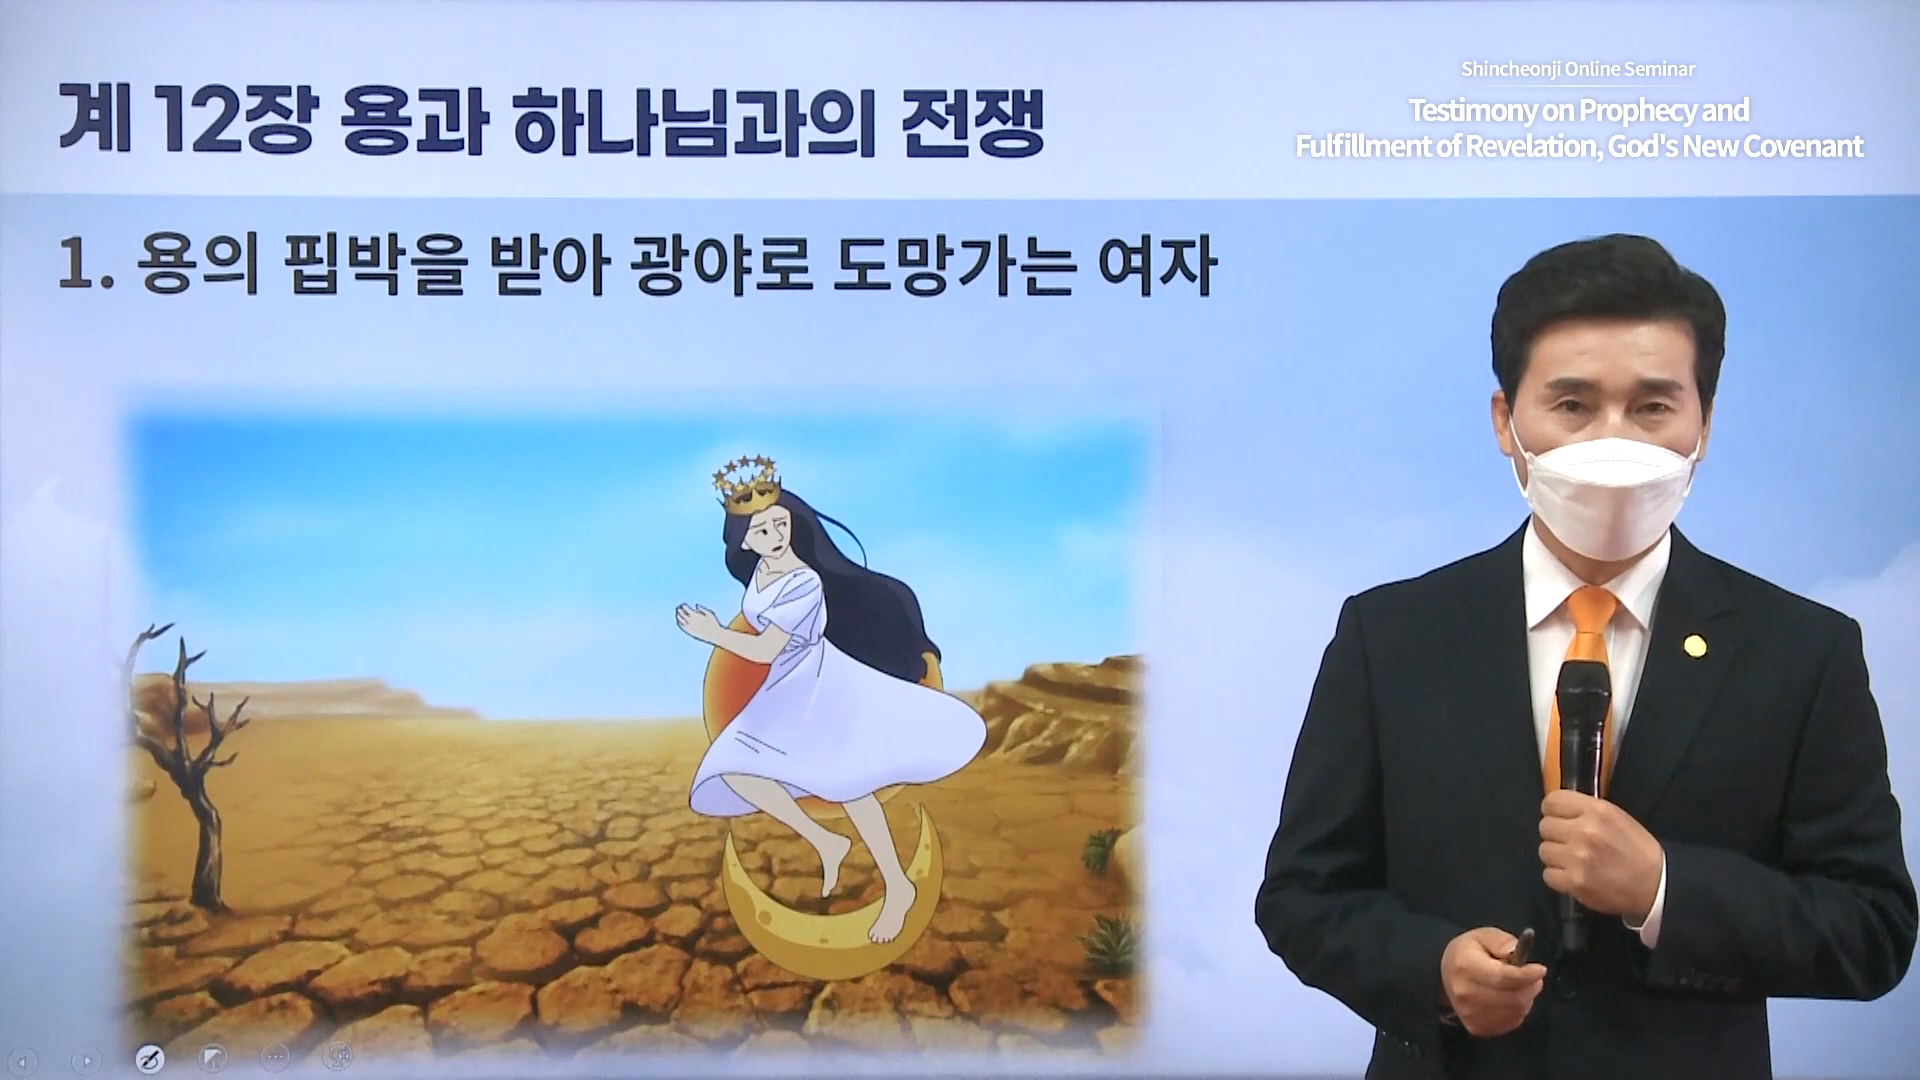 계 12장 용과 하나님과의 전쟁
Shincheonji Online Seminar
Testimony on Prophecy and
Fulfillment of Revelation, God's New Covenant
1. 용의 핍박을 받아 광야로 도망가는 여자